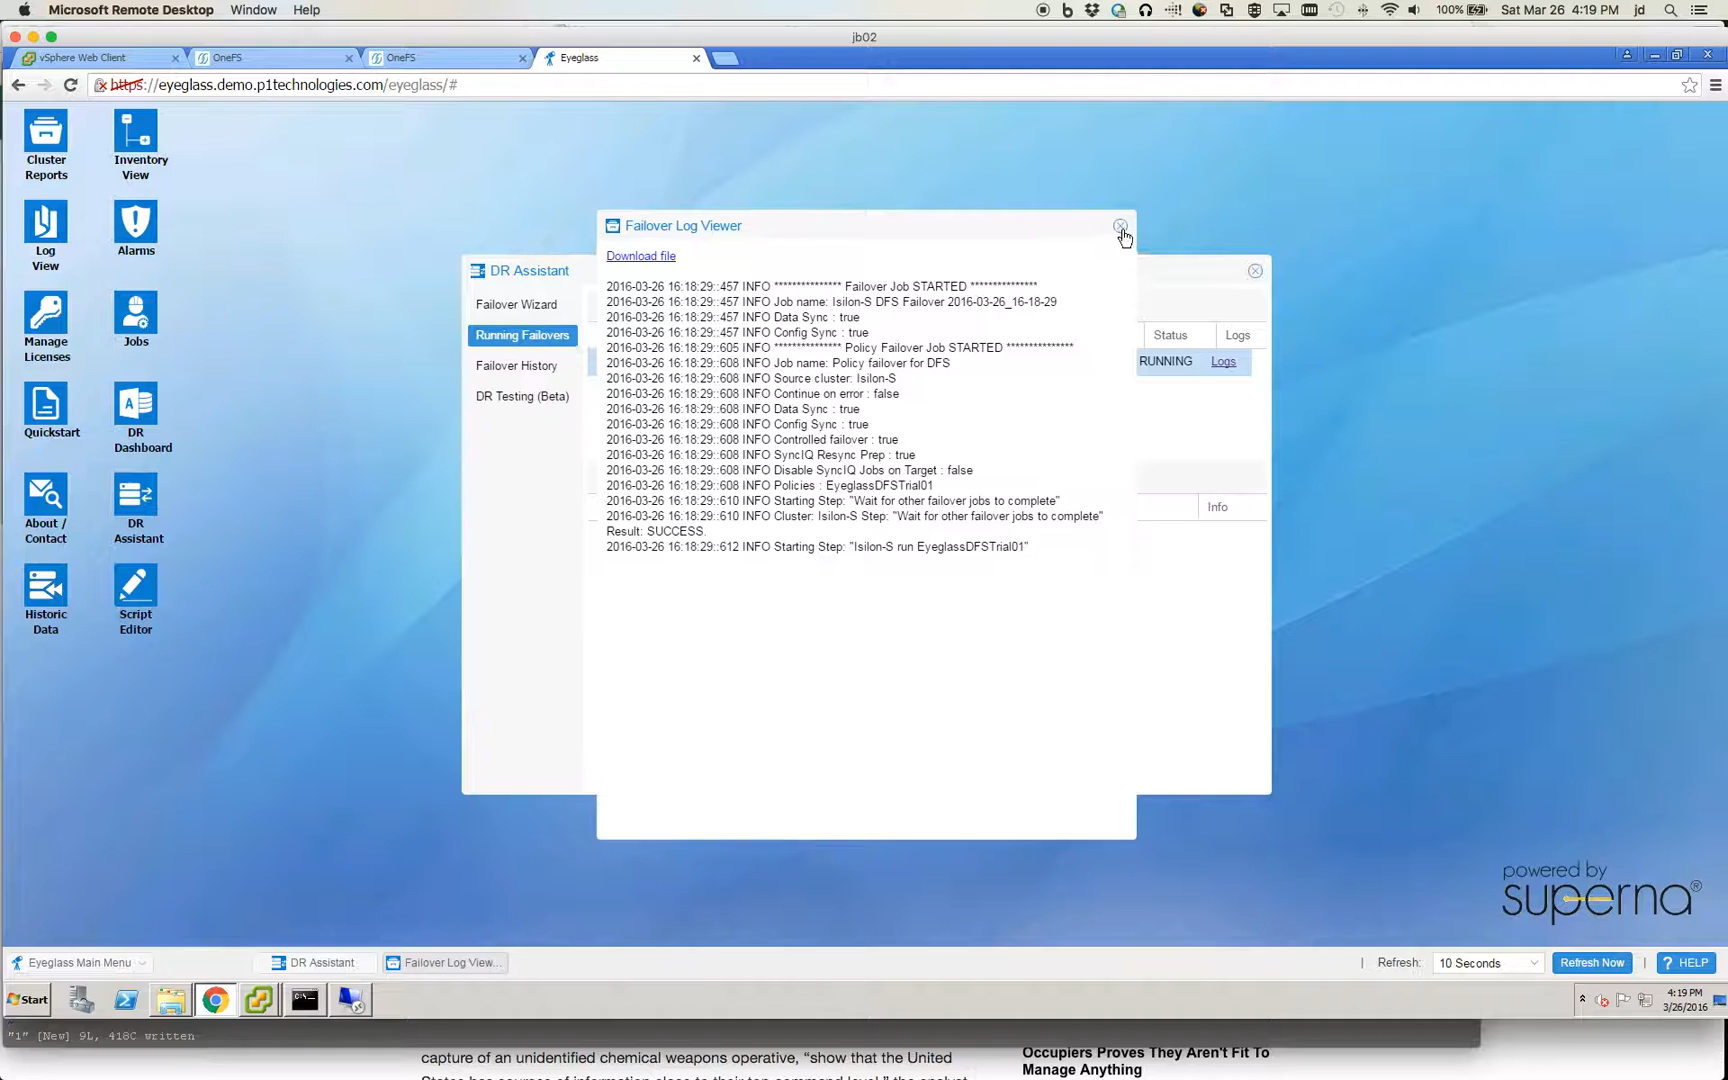 Microsoft Remote Desktop Window Help 100% Sat Mar 26 4:19 PM jd
jb02
vSphere Web Client OneFS OneFS Eyeglass
https://eyeglass.demo.p1technologies.com/eyeglass/#
Cluster Reports
Inventory View
Log View
Alarms
Manage Licenses
Jobs
Quickstart
DR Dashboard
About / Contact
DR Assistant
Historic Data
Script Editor
DR Assistant
Failover Wizard
Running Failovers
Failover History
DR Testing (Beta)
Status Logs
RUNNING Logs
Info
Failover Log Viewer
Download file
2016-03-26 16:18:29::457 INFO *************** Failover Job STARTED ***************
2016-03-26 16:18:29::457 INFO Job name: Isilon-S DFS Failover 2016-03-26_16-18-29
2016-03-26 16:18:29::457 INFO Data Sync : true
2016-03-26 16:18:29::457 INFO Config Sync : true
2016-03-26 16:18:29::605 INFO *************** Policy Failover Job STARTED ***************
2016-03-26 16:18:29::608 INFO Job name: Policy failover for DFS
2016-03-26 16:18:29::608 INFO Source cluster: Isilon-S
2016-03-26 16:18:29::608 INFO Continue on error : false
2016-03-26 16:18:29::608 INFO Data Sync : true
2016-03-26 16:18:29::608 INFO Config Sync : true
2016-03-26 16:18:29::608 INFO Controlled failover : true
2016-03-26 16:18:29::608 INFO SyncIQ Resync Prep : true
2016-03-26 16:18:29::608 INFO Disable SyncIQ Jobs on Target : false
2016-03-26 16:18:29::608 INFO Policies : EyeglassDFSTrial01
2016-03-26 16:18:29::610 INFO Starting Step: "Wait for other failover jobs to complete"
2016-03-26 16:18:29::610 INFO Cluster: Isilon-S Step: "Wait for other failover jobs to complete"
Result: SUCCESS.
2016-03-26 16:18:29::612 INFO Starting Step: "Isilon-S run EyeglassDFSTrial01"
powered by
superna®
Eyeglass Main Menu DR Assistant Failover Log View... Refresh: 10 Seconds Refresh Now ? HELP
Start
4:19 PM
3/26/2016
"1" [New] 9L, 418C written
capture of an unidentified chemical weapons operative, “show that the United
Occupiers Proves They Aren't Fit To
Manage Anything